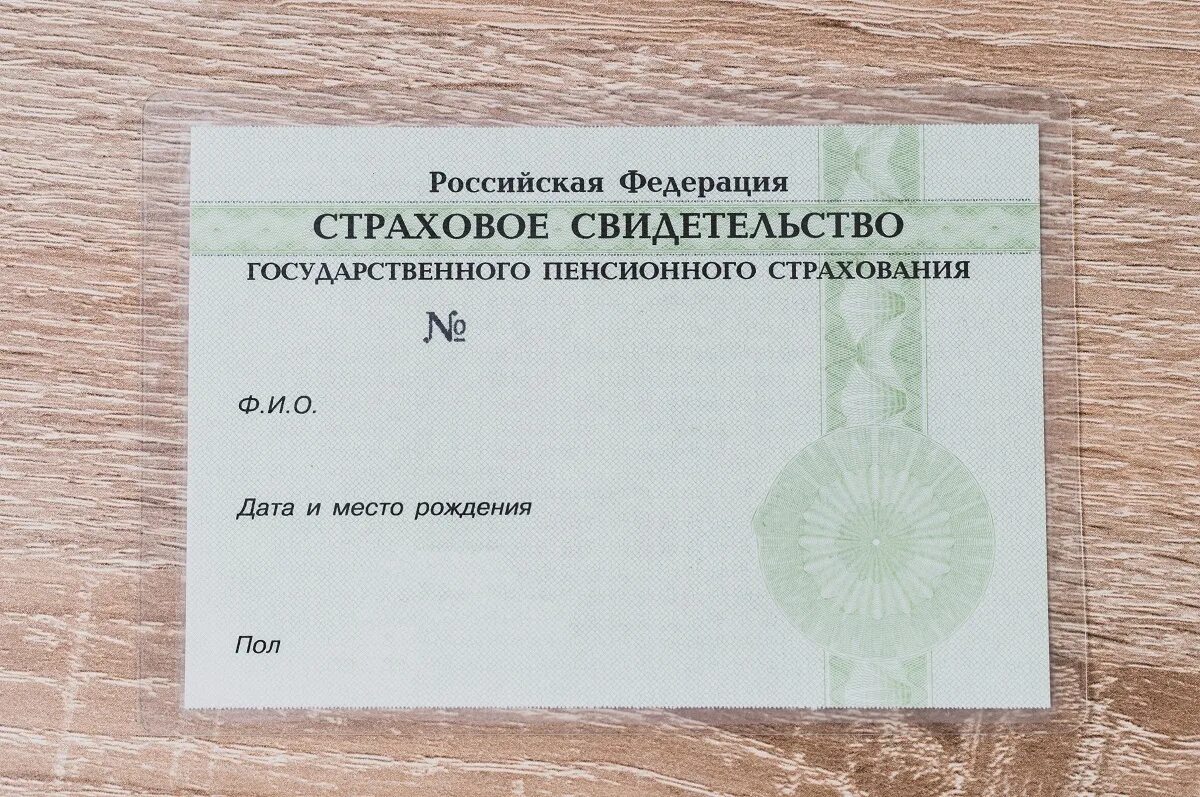 Российская Федерация
СТРАХОВОЕ СВИДЕТЕЛЬСТВО
ГОСУДАРСТВЕННОГО ПЕНСИОННОГО СТРАХОВАНИЯ
№
Ф.И.О.
Дата и место рождения
Пол